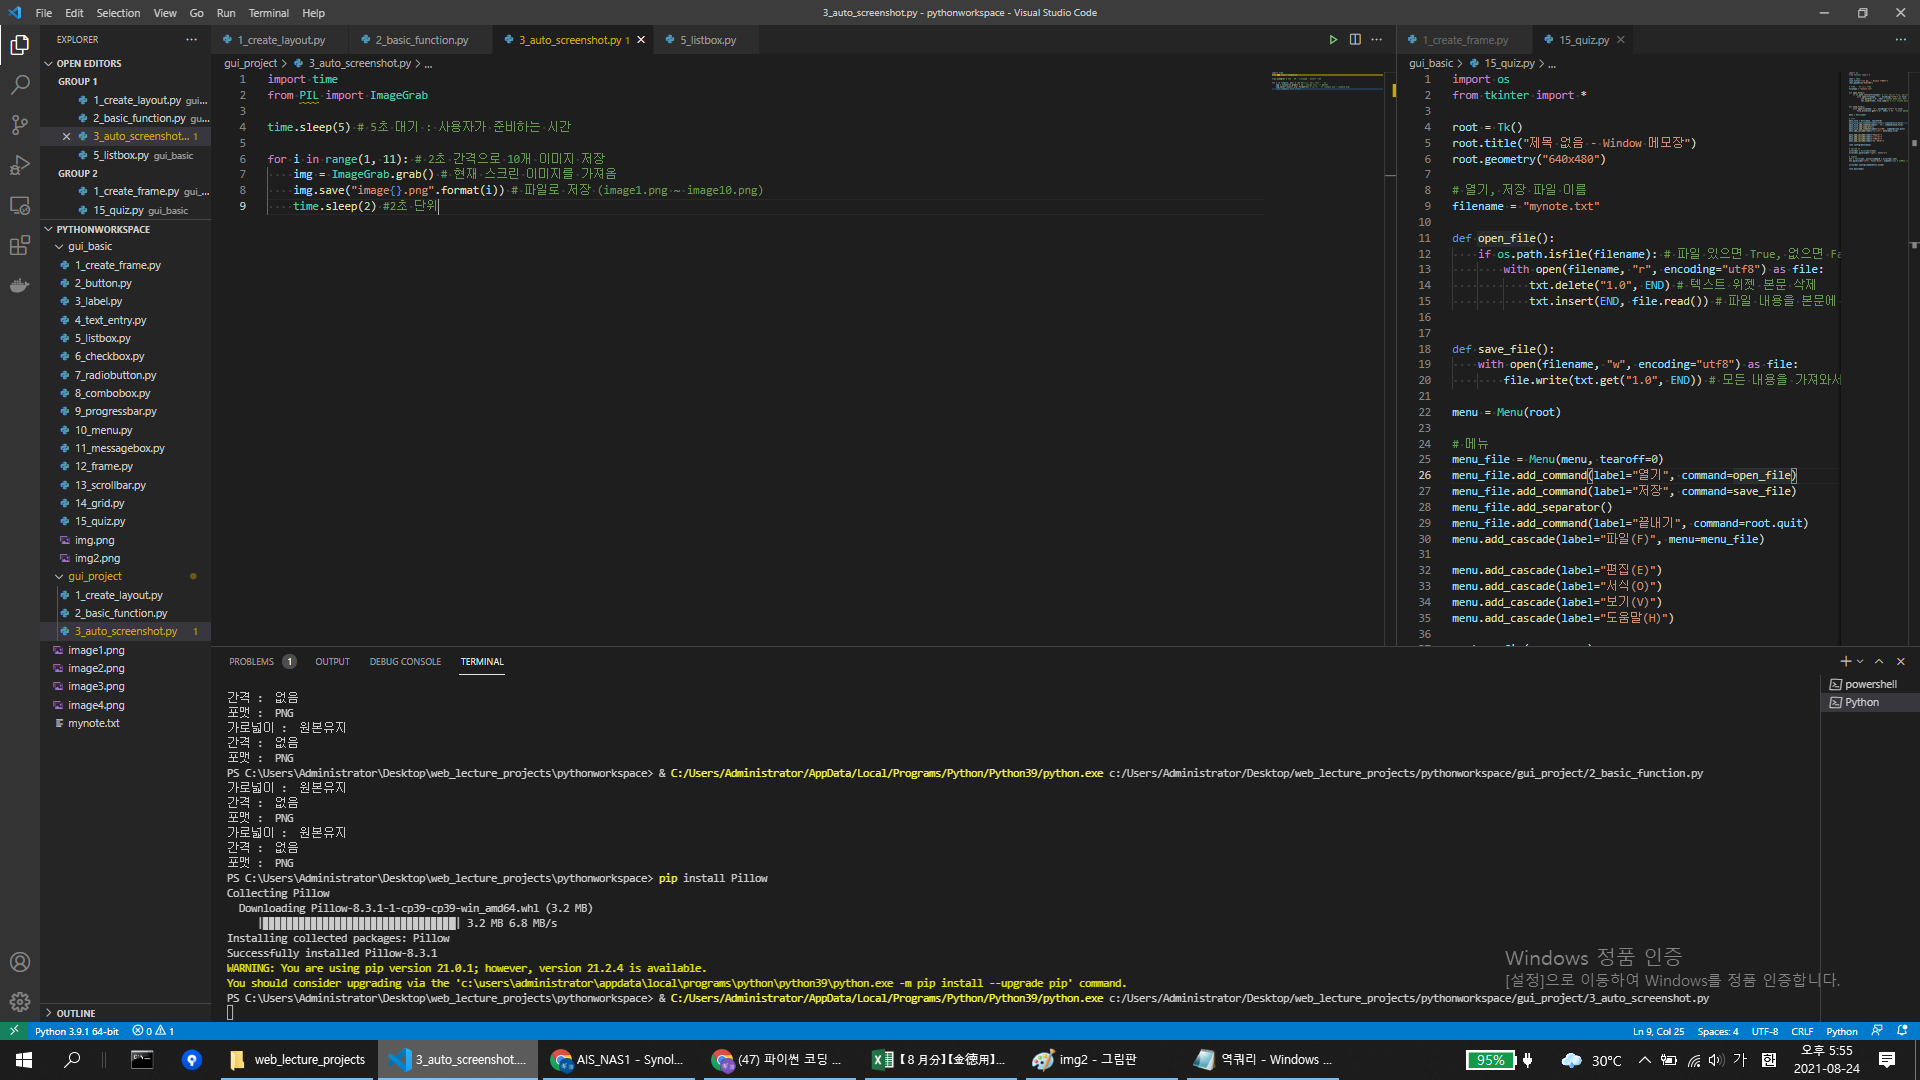 File Edit Selection View Go Run Terminal Help
3_auto_screenshot.py - pythonworkspace - Visual Studio Code
EXPLORER
OPEN EDITORS
GROUP 1
1_create_layout.py gui...
2_basic_function.py gu...
3_auto_screenshot... 1
5_listbox.py gui_basic
GROUP 2
1_create_frame.py gui...
15_quiz.py gui_basic
PYTHONWORKSPACE
gui_basic
1_create_frame.py
2_button.py
3_label.py
4_text_entry.py
5_listbox.py
6_checkbox.py
7_radiobutton.py
8_combobox.py
9_progressbar.py
10_menu.py
11_messagebox.py
12_frame.py
13_scrollbar.py
14_grid.py
15_quiz.py
img.png
img2.png
gui_project
1_create_layout.py
2_basic_function.py
3_auto_screenshot.py 1
image1.png
image2.png
image3.png
image4.png
mynote.txt
OUTLINE
1_create_layout.py 2_basic_function.py 3_auto_screenshot.py 1 5_listbox.py
gui_project > 3_auto_screenshot.py > ...
1 import time
2 from PIL import ImageGrab
3
4 time.sleep(5) # 5초 대기 : 사용자가 준비하는 시간
5
6 for i in range(1, 11): # 2초 간격으로 10개 이미지 저장
7 img = ImageGrab.grab() # 현재 스크린 이미지를 가져옴
8 img.save("image{}.png".format(i)) # 파일로 저장 (image1.png ~ image10.png)
9 time.sleep(2) #2초 단위
1_create_frame.py 15_quiz.py
gui_basic > 15_quiz.py > ...
1 import os
2 from tkinter import *
3
4 root = Tk()
5 root.title("제목 없음 - Window 메모장")
6 root.geometry("640x480")
7
8 # 열기, 저장 파일 이름
9 filename = "mynote.txt"
10
11 def open_file():
12 if os.path.isfile(filename): # 파일 있으면 True, 없으면 Fa
13 with open(filename, "r", encoding="utf8") as file:
14 txt.delete("1.0", END) # 텍스트 위젯 본문 삭제
15 txt.insert(END, file.read()) # 파일 내용을 본문에
16
17
18 def save_file():
19 with open(filename, "w", encoding="utf8") as file:
20 file.write(txt.get("1.0", END)) # 모든 내용을 가져와서
21
22 menu = Menu(root)
23
24 # 메뉴
25 menu_file = Menu(menu, tearoff=0)
26 menu_file.add_command(label="열기", command=open_file)
27 menu_file.add_command(label="저장", command=save_file)
28 menu_file.add_separator()
29 menu_file.add_command(label="끝내기", command=root.quit)
30 menu.add_cascade(label="파일(F)", menu=menu_file)
31
32 menu.add_cascade(label="편집(E)")
33 menu.add_cascade(label="서식(O)")
34 menu.add_cascade(label="보기(V)")
35 menu.add_cascade(label="도움말(H)")
36
PROBLEMS 1 OUTPUT DEBUG CONSOLE TERMINAL
간격 : 없음
포맷 : PNG
가로넓이 : 원본유지
간격 : 없음
포맷 : PNG
PS C:\Users\Administrator\Desktop\web_lecture_projects\pythonworkspace> & C:/Users/Administrator/AppData/Local/Programs/Python/Python39/python.exe c:/Users/Administrator/Desktop/web_lecture_projects/pythonworkspace/gui_project/2_basic_function.py
가로넓이 : 원본유지
간격 : 없음
포맷 : PNG
가로넓이 : 원본유지
간격 : 없음
포맷 : PNG
PS C:\Users\Administrator\Desktop\web_lecture_projects\pythonworkspace> pip install Pillow
Collecting Pillow
Downloading Pillow-8.3.1-1-cp39-cp39-win_amd64.whl (3.2 MB)
3.2 MB 6.8 MB/s
Installing collected packages: Pillow
Successfully installed Pillow-8.3.1
WARNING: You are using pip version 21.0.1; however, version 21.2.4 is available.
You should consider upgrading via the 'c:\users\administrator\appdata\local\programs\python\python39\python.exe -m pip install --upgrade pip' command.
PS C:\Users\Administrator\Desktop\web_lecture_projects\pythonworkspace> & C:/Users/Administrator/AppData/Local/Programs/Python/Python39/python.exe c:/Users/Administrator/Desktop/web_lecture_projects/pythonworkspace/gui_project/3_auto_screenshot.py
powershell
Python
Windows 정품 인증
[설정]으로 이동하여 Windows를 정품 인증합니다.
Python 3.9.1 64-bit 0 1
Ln 9, Col 25 Spaces: 4 UTF-8 CRLF Python
web_lecture_projects 3_auto_screenshot.... AIS_NAS1 - Synol... (47) 파이썬 코딩 ... 【８月分】【金徳用】... img2 - 그림판 역쿼리 - Windows ...
95% 30°C 가 오후 5:55
2021-08-24